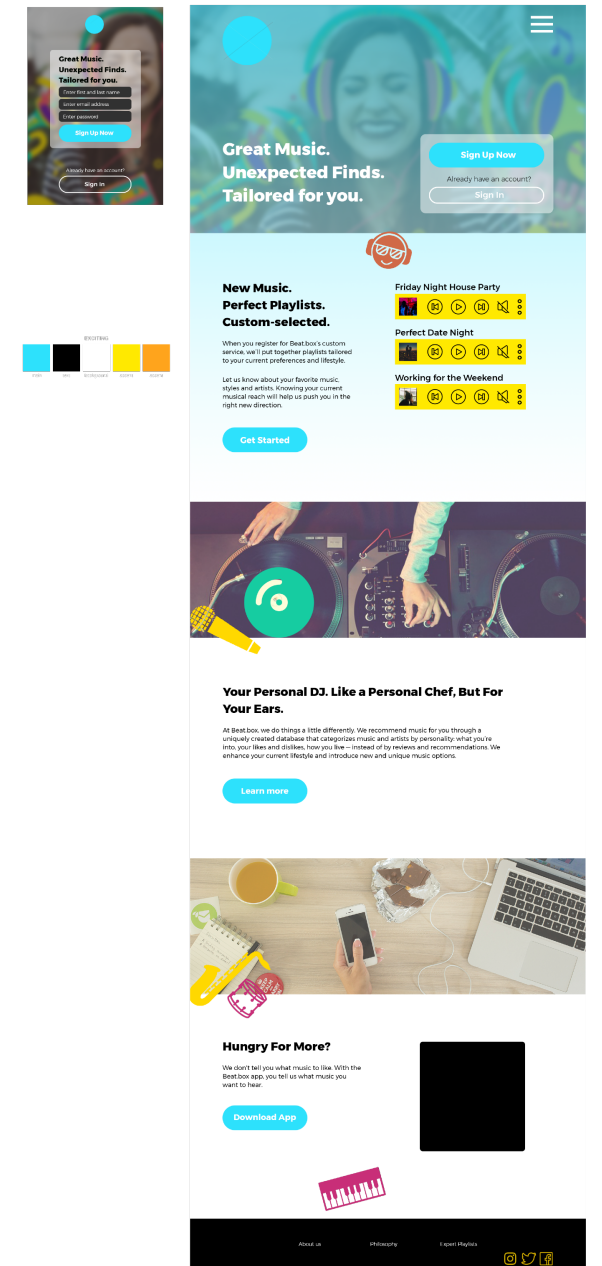 Great Music.
Unexpected Finds.
Tailored for you.
Enter first and last name
Enter email address
Enter password
Sign Up Now
Already have an account?
Sign In
EXCITING
Great Music.
Unexpected Finds.
Tailored for you.
Sign Up Now
Already have an account?
Sign In
New Music.
Perfect Playlists.
Custom-selected.
When you register for Beat.box's custom
service, we'll put together playlists tailored
to your current preferences and lifestyle.
Let us know about your favorite music,
styles and artists. Knowing your current
musical reach will help us push you in the
right new direction.
Get Started
Friday Night House Party
Perfect Date Night
Working for the Weekend
Your Personal DJ. Like a Personal Chef, But For
Your Ears.
At Beat.box, we do things a little differently. We recommend music for you through a
uniquely created database that categorizes music and artists by personality: what you're
into, your likes and dislikes, how you live — instead of by reviews and recommendations. We
enhance your current lifestyle and introduce new and unique music options.
Learn more
Hungry For More?
We don't tell you what music to like. With the
Beat.box app, you tell us what music you
want to hear.
Download App
About us
Philosophy
Expert Playlists